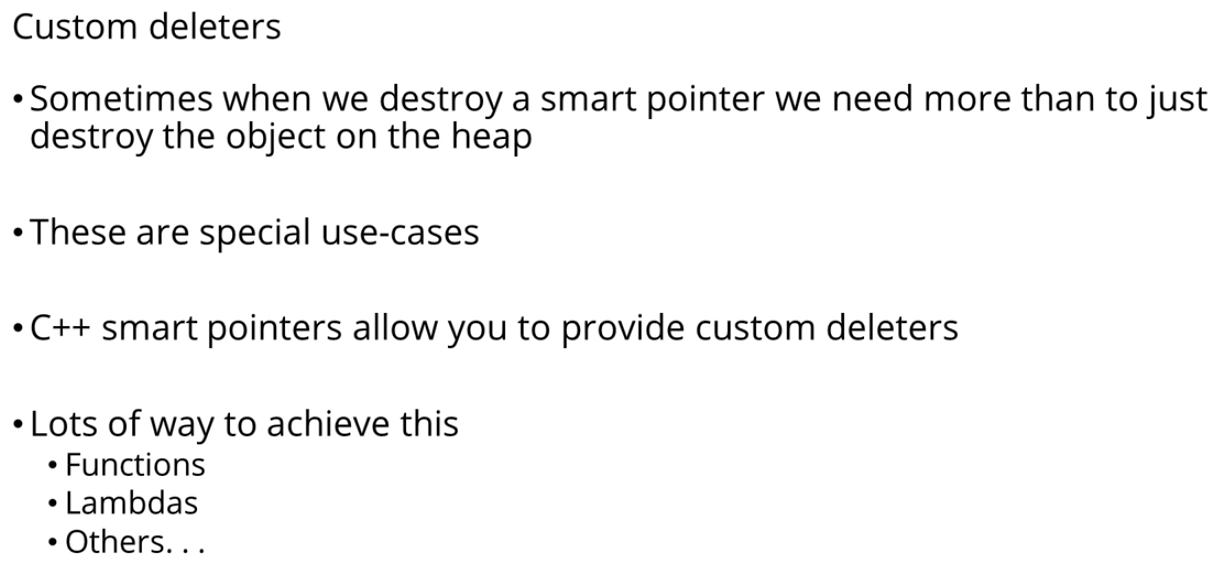 Custom deleters
• Sometimes when we destroy a smart pointer we need more than to just
destroy the object on the heap
• These are special use-cases
• C++ smart pointers allow you to provide custom deleters
• Lots of way to achieve this
• Functions
• Lambdas
• Others. . .